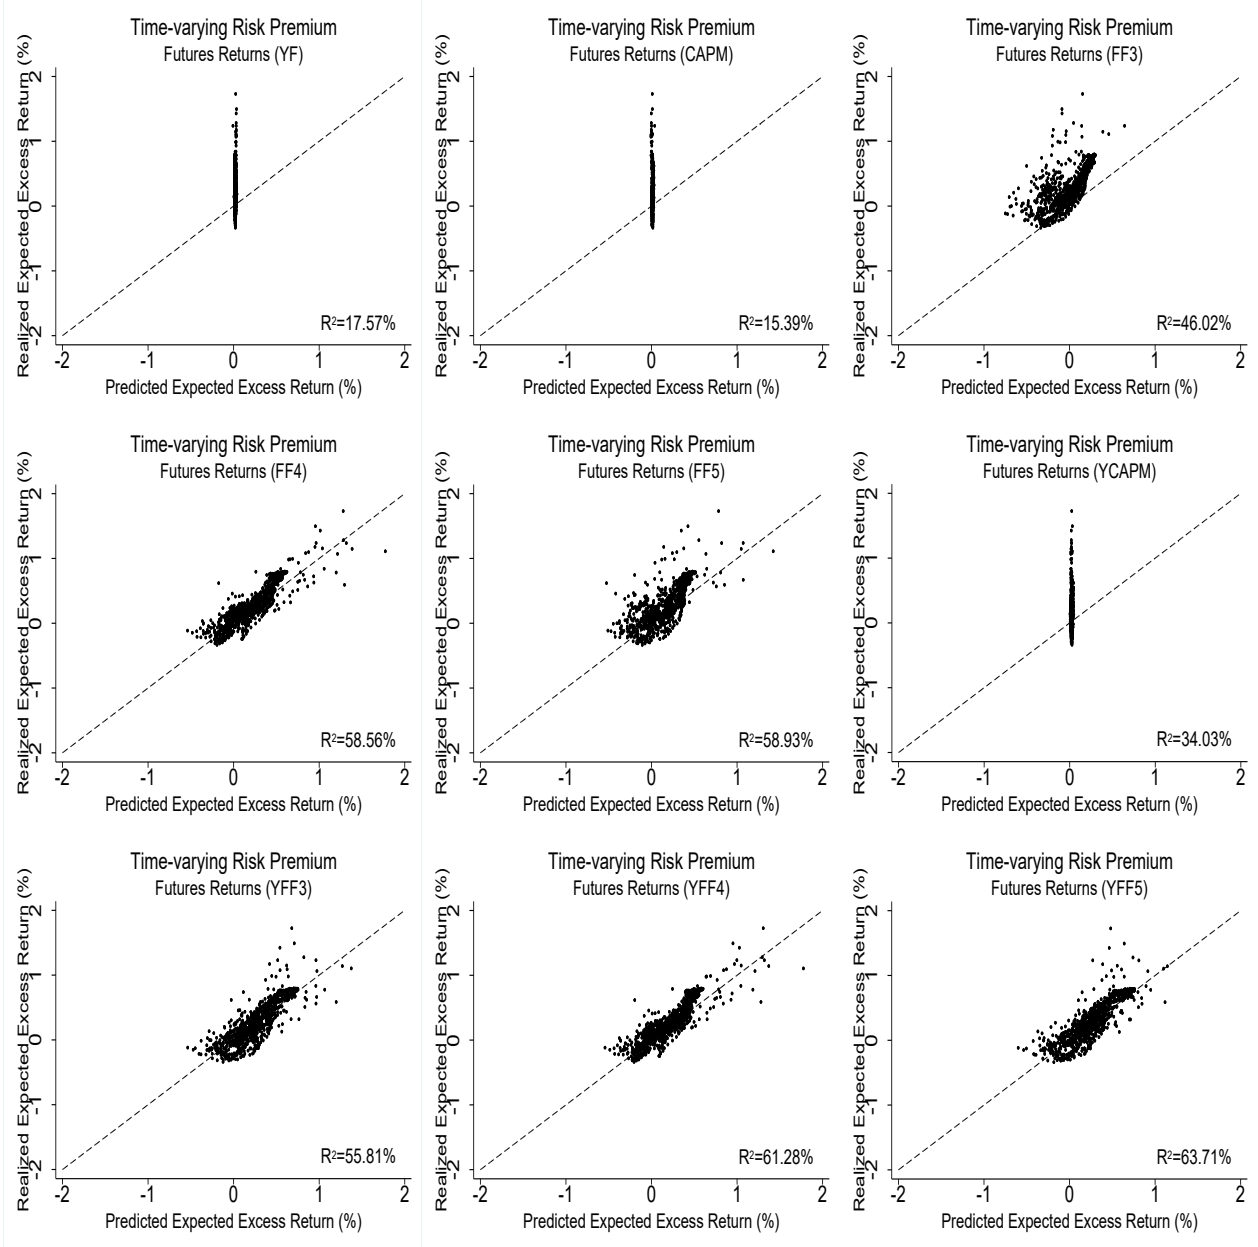 Time-varying Risk Premium
Futures Returns (YF)
Realized Expected Excess Return (%)
2
1
0
-1
-2
R²=17.57%
-2 -1 0 1 2
Predicted Expected Excess Return (%)
Time-varying Risk Premium
Futures Returns (CAPM)
Realized Expected Excess Return (%)
2
1
0
-1
-2
R²=15.39%
-2 -1 0 1 2
Predicted Expected Excess Return (%)
Time-varying Risk Premium
Futures Returns (FF3)
Realized Expected Excess Return (%)
2
1
0
-1
-2
R²=46.02%
-2 -1 0 1 2
Predicted Expected Excess Return (%)
Time-varying Risk Premium
Futures Returns (FF4)
Realized Expected Excess Return (%)
2
1
0
-1
-2
R²=58.56%
-2 -1 0 1 2
Predicted Expected Excess Return (%)
Time-varying Risk Premium
Futures Returns (FF5)
Realized Expected Excess Return (%)
2
1
0
-1
-2
R²=58.93%
-2 -1 0 1 2
Predicted Expected Excess Return (%)
Time-varying Risk Premium
Futures Returns (YCAPM)
Realized Expected Excess Return (%)
2
1
0
-1
-2
R²=34.03%
-2 -1 0 1 2
Predicted Expected Excess Return (%)
Time-varying Risk Premium
Futures Returns (YFF3)
Realized Expected Excess Return (%)
2
1
0
-1
-2
R²=55.81%
-2 -1 0 1 2
Predicted Expected Excess Return (%)
Time-varying Risk Premium
Futures Returns (YFF4)
Realized Expected Excess Return (%)
2
1
0
-1
-2
R²=61.28%
-2 -1 0 1 2
Predicted Expected Excess Return (%)
Time-varying Risk Premium
Futures Returns (YFF5)
Realized Expected Excess Return (%)
2
1
0
-1
-2
R²=63.71%
-2 -1 0 1 2
Predicted Expected Excess Return (%)